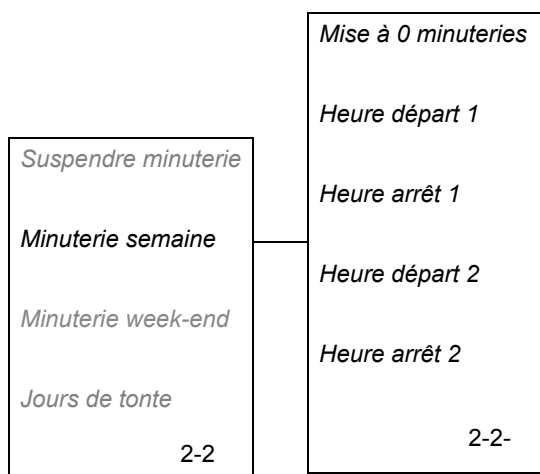 Suspendre minuterie
Minuterie semaine
Minuterie week-end
Jours de tonte
2-2
Mise à 0 minuteries
Heure départ 1
Heure arrêt 1
Heure départ 2
Heure arrêt 2
2-2-